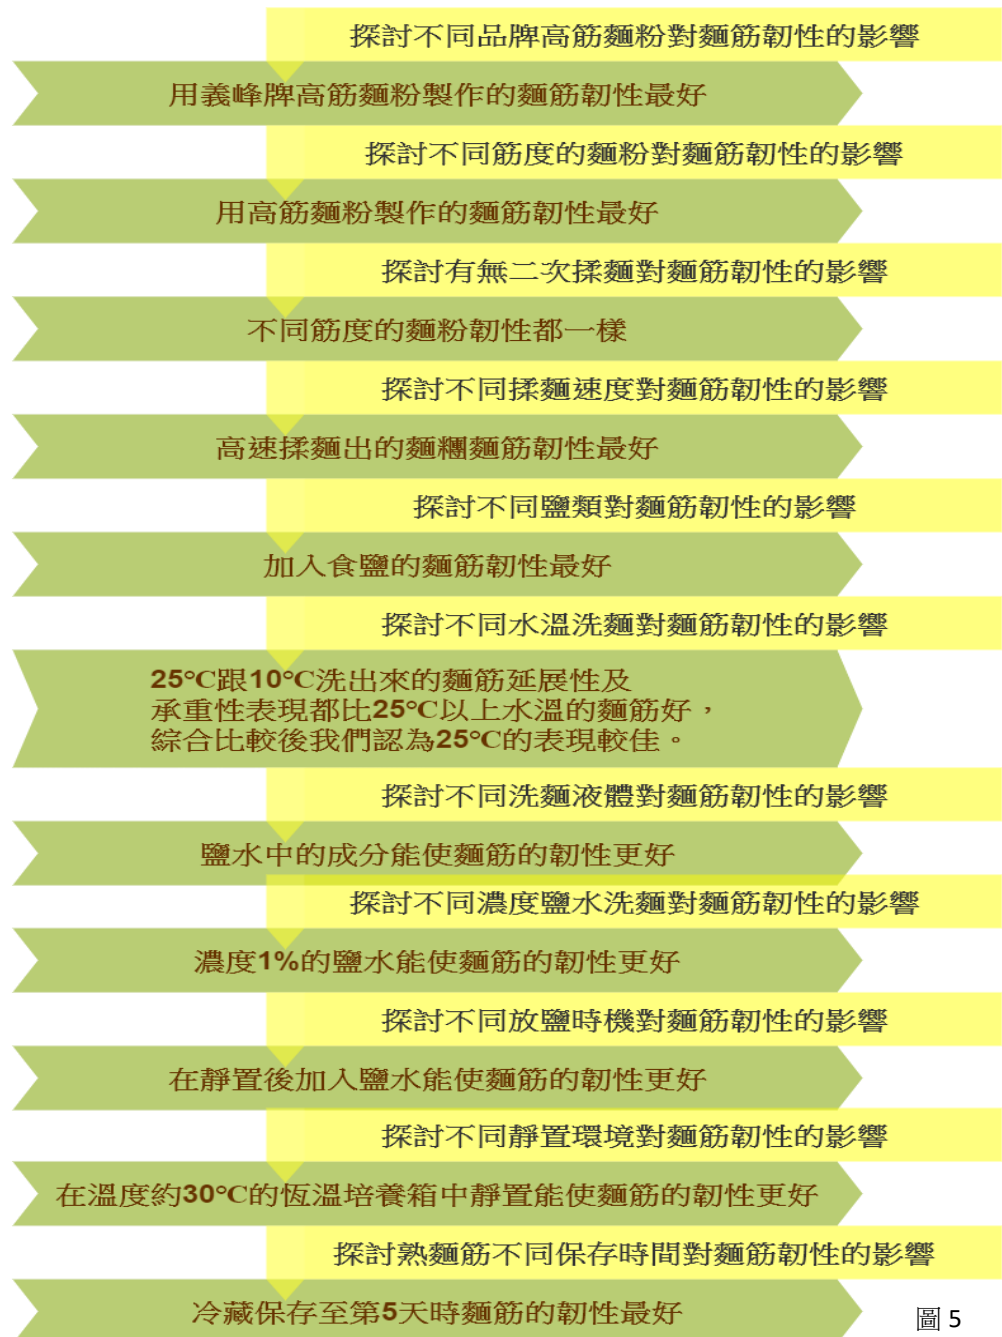 探討不同品牌高筋麵粉對麵筋韌性的影響
用義峰牌高筋麵粉製作的麵筋韌性最好
探討不同筋度的麵粉對麵筋韌性的影響
用高筋麵粉製作的麵筋韌性最好
探討有無二次揉麵對麵筋韌性的影響
不同筋度的麵粉韌性都一樣
探討不同揉麵速度對麵筋韌性的影響
高速揉麵出的麵糰麵筋韌性最好
探討不同鹽類對麵筋韌性的影響
加入食鹽的麵筋韌性最好
探討不同水溫洗麵對麵筋韌性的影響
25°C跟10°C洗出來的麵筋延展性及
承重性表現都比25°C以上水溫的麵筋好，
綜合比較後我們認為25°C的表現較佳。
探討不同洗麵液體對麵筋韌性的影響
鹽水中的成分能使麵筋的韌性更好
探討不同濃度鹽水洗麵對麵筋韌性的影響
濃度1%的鹽水能使麵筋的韌性更好
探討不同放鹽時機對麵筋韌性的影響
在靜置後加入鹽水能使麵筋的韌性更好
探討不同靜置環境對麵筋韌性的影響
在溫度約30°C的恆溫培養箱中靜置能使麵筋的韌性更好
探討熟麵筋不同保存時間對麵筋韌性的影響
冷藏保存至第5天時麵筋的韌性最好
圖 5